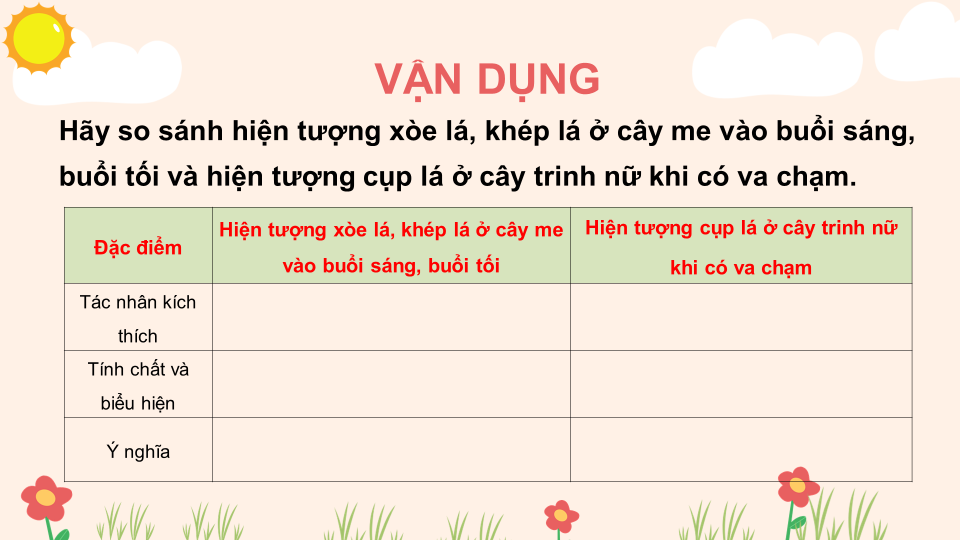 VẬN DỤNG
Hãy so sánh hiện tượng xòe lá, khép lá ở cây me vào buổi sáng,
buổi tối và hiện tượng cụp lá ở cây trinh nữ khi có va chạm.
Đặc điểm
Hiện tượng xòe lá, khép lá ở cây me
vào buổi sáng, buổi tối
Hiện tượng cụp lá ở cây trinh nữ
khi có va chạm
Tác nhân kích
thích
Tính chất và
biểu hiện
Ý nghĩa